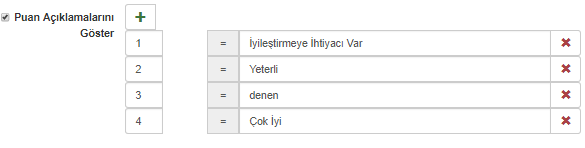 Puan Açıklamalarını Göster +
1 = İyileştirmeye İhtiyacı Var
2 = Yeterli
3 = denen
4 = Çok İyi